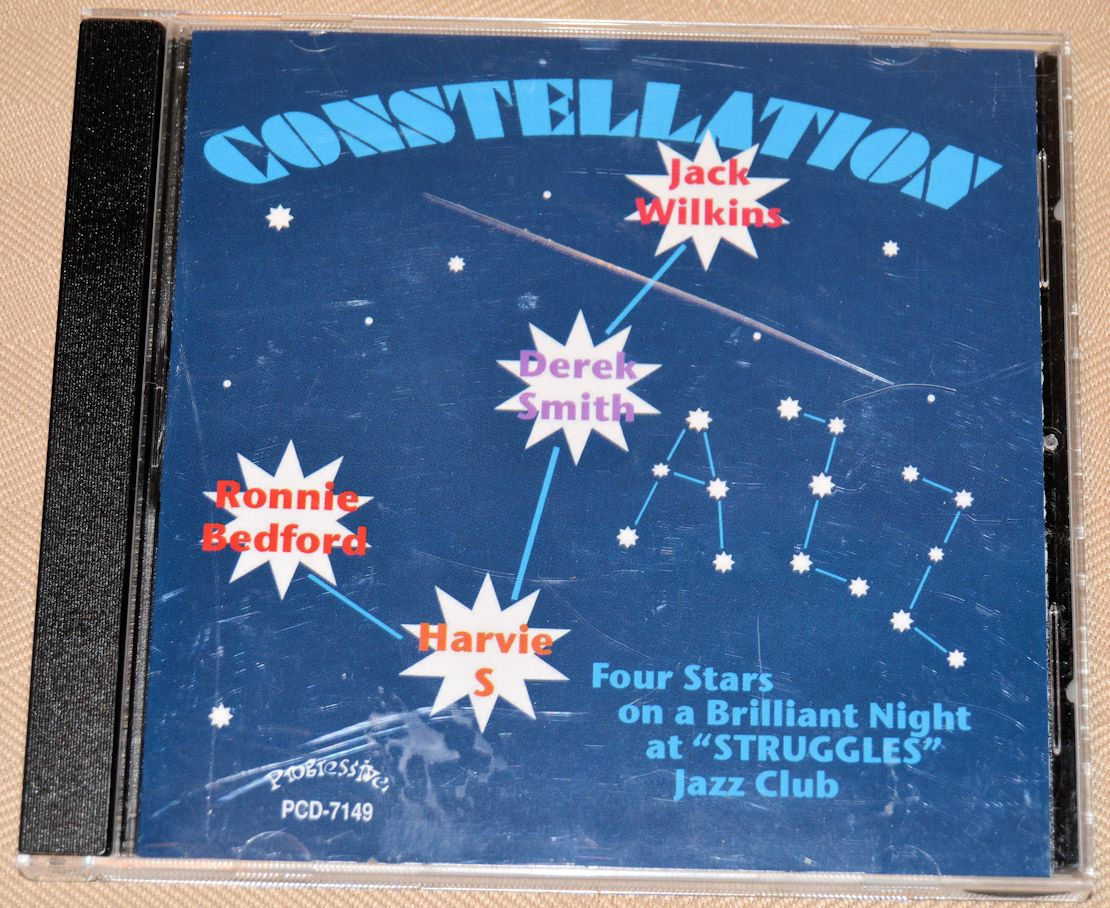 CONSTELLATION
Jack
Wilkins
Derek
Smith
JAZZ
Ronnie
Bedford
Harvie
S
Four Stars
on a Brilliant Night
at “STRUGGLES”
Jazz Club
Progressive
PCD-7149